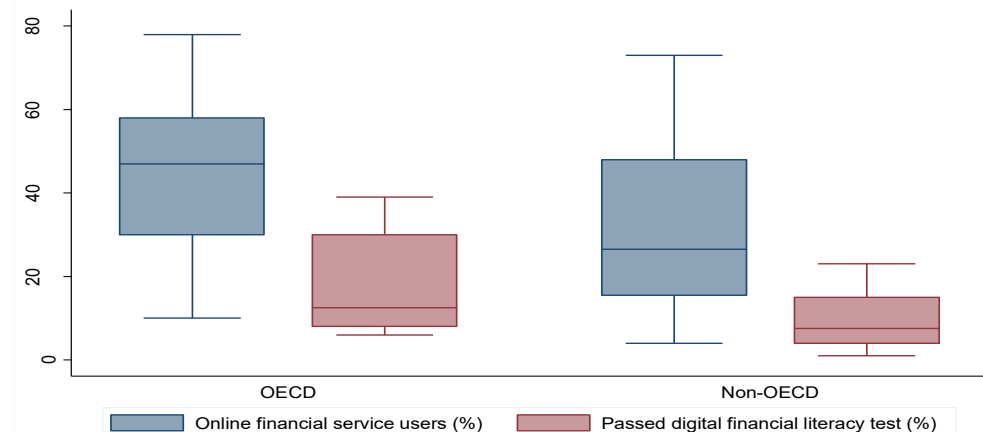 80
60
40
20
0
OECD Non-OECD
Online financial service users (%) Passed digital financial literacy test (%)